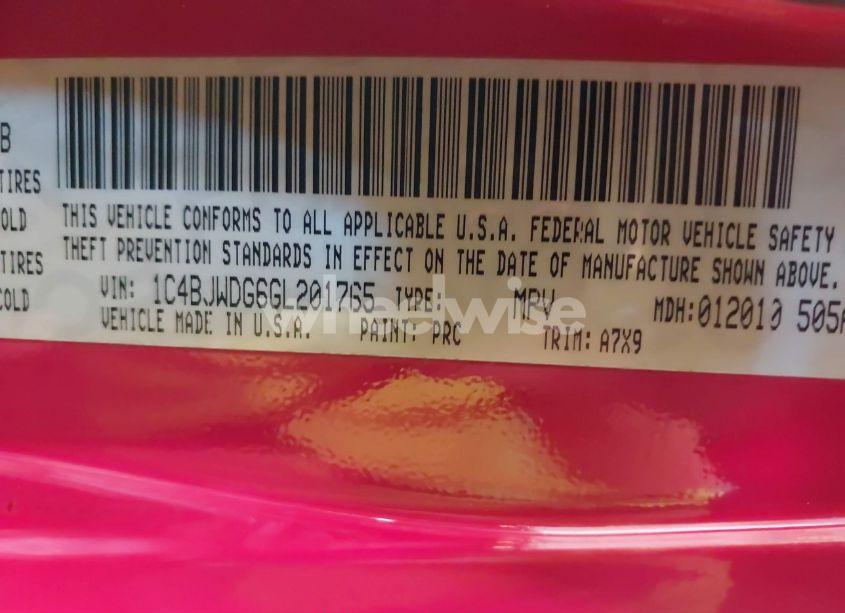 B
TIRES
OLD
TIRES
COLD
THIS VEHICLE CONFORMS TO ALL APPLICABLE U.S.A. FEDERAL MOTOR VEHICLE SAFETY
THEFT PREVENTION STANDARDS IN EFFECT ON THE DATE OF MANUFACTURE SHOWN ABOVE.
VIN: 1C4BJWDG6GL201765 TYPE: MPV MDH:012010 505A
VEHICLE MADE IN U.S.A. PAINT: PRC TRIM: A7X9
wheelwise